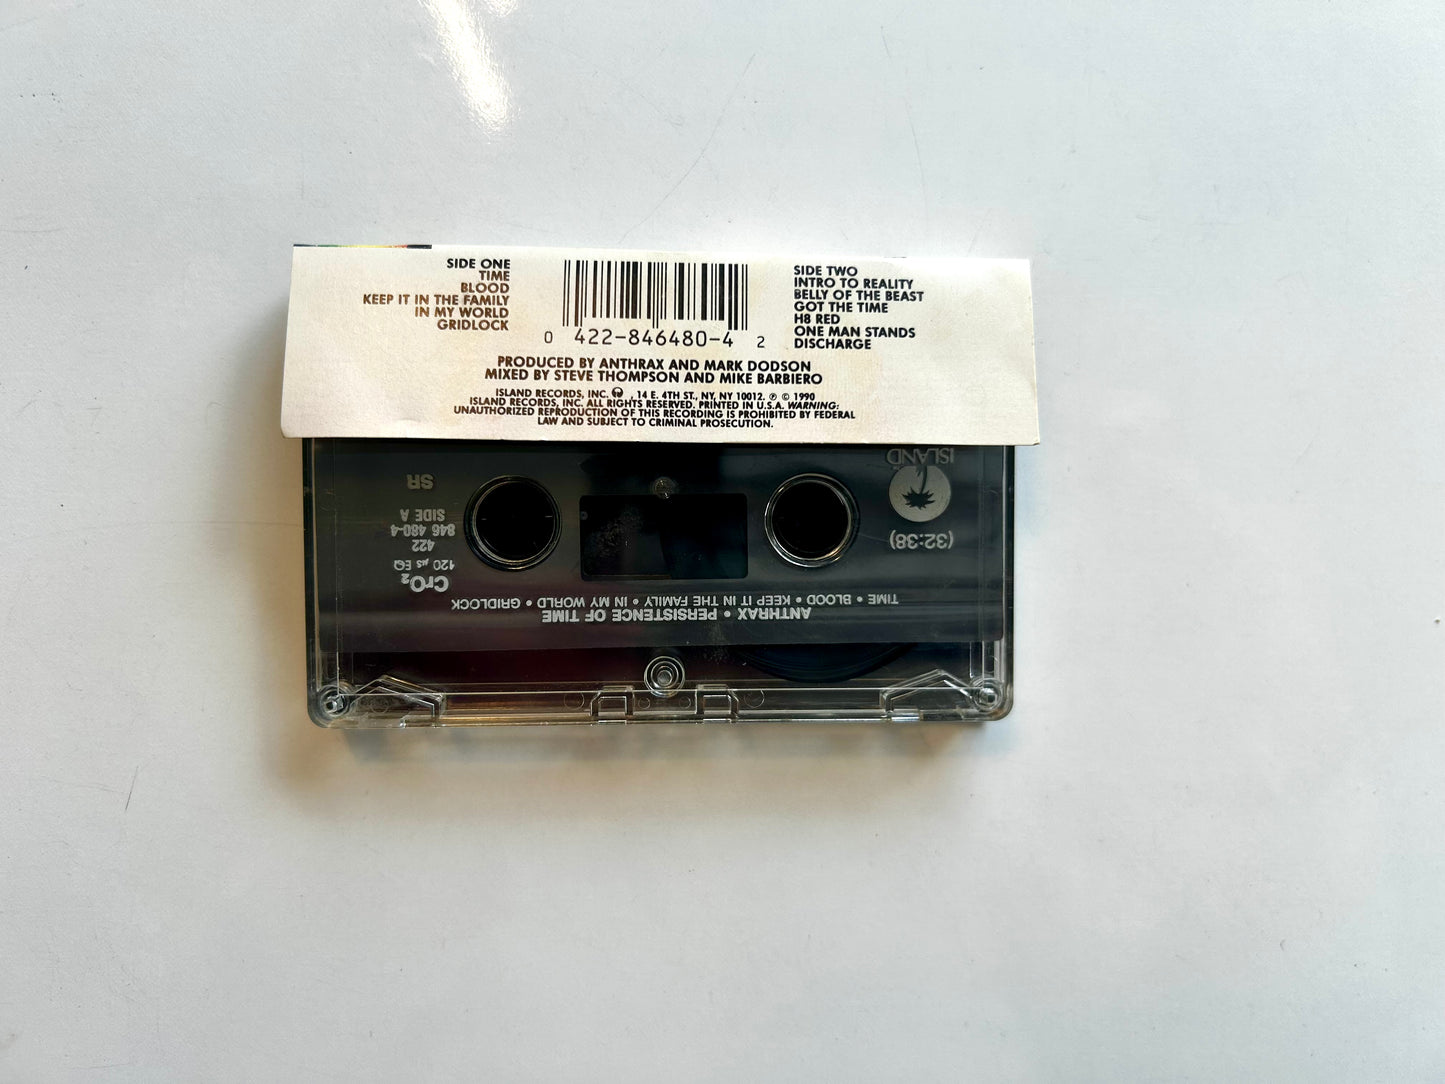 SIDE ONE
TIME
BLOOD
KEEP IT IN THE FAMILY
IN MY WORLD
GRIDLOCK
0 422-846480-4 2
SIDE TWO
INTRO TO REALITY
BELLY OF THE BEAST
GOT THE TIME
H8 RED
ONE MAN STANDS
DISCHARGE
PRODUCED BY ANTHRAX AND MARK DODSON
MIXED BY STEVE THOMPSON AND MIKE BARBIERO
ISLAND RECORDS, INC. , 14 E. 4TH ST., NY, NY 10012. ℗ © 1990
ISLAND RECORDS, INC. ALL RIGHTS RESERVED. PRINTED IN U.S.A. WARNING:
UNAUTHORIZED REPRODUCTION OF THIS RECORDING IS PROHIBITED BY FEDERAL
LAW AND SUBJECT TO CRIMINAL PROSECUTION.
ANTHRAX • PERSISTENCE OF TIME
TIME • BLOOD • KEEP IT IN THE FAMILY • IN MY WORLD • GRIDLOCK
(32:38)
ISLAND
CrO2
120 µs EQ
422
846 480-4
SIDE A
SR